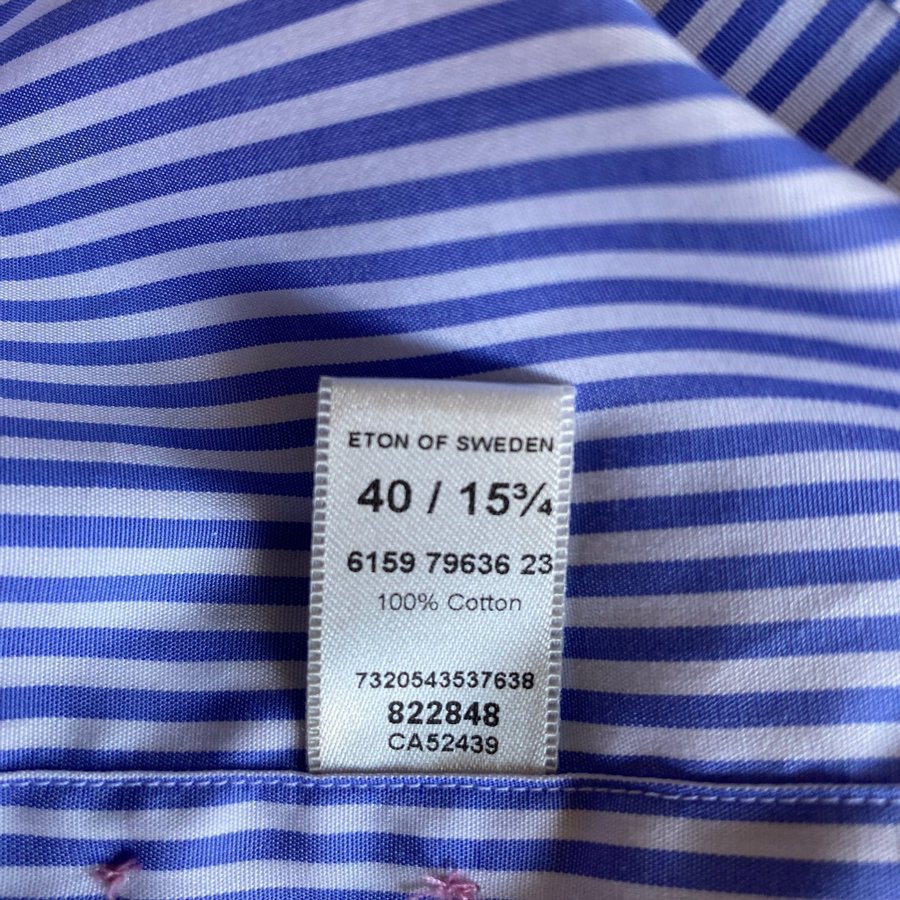 ETON OF SWEDEN
40 / 15¾
6159 79636 23
100% Cotton
7320543537638
822848
CA52439